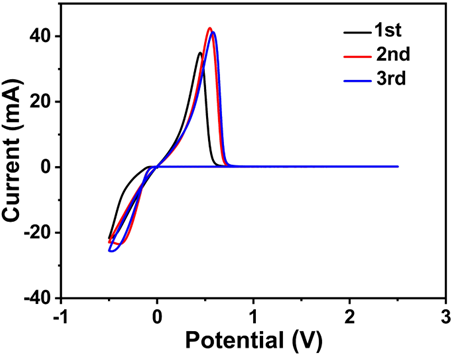 40
20
0
-20
-40
Current (mA)
1st
2nd
3rd
-1
0
1
2
3
Potential (V)